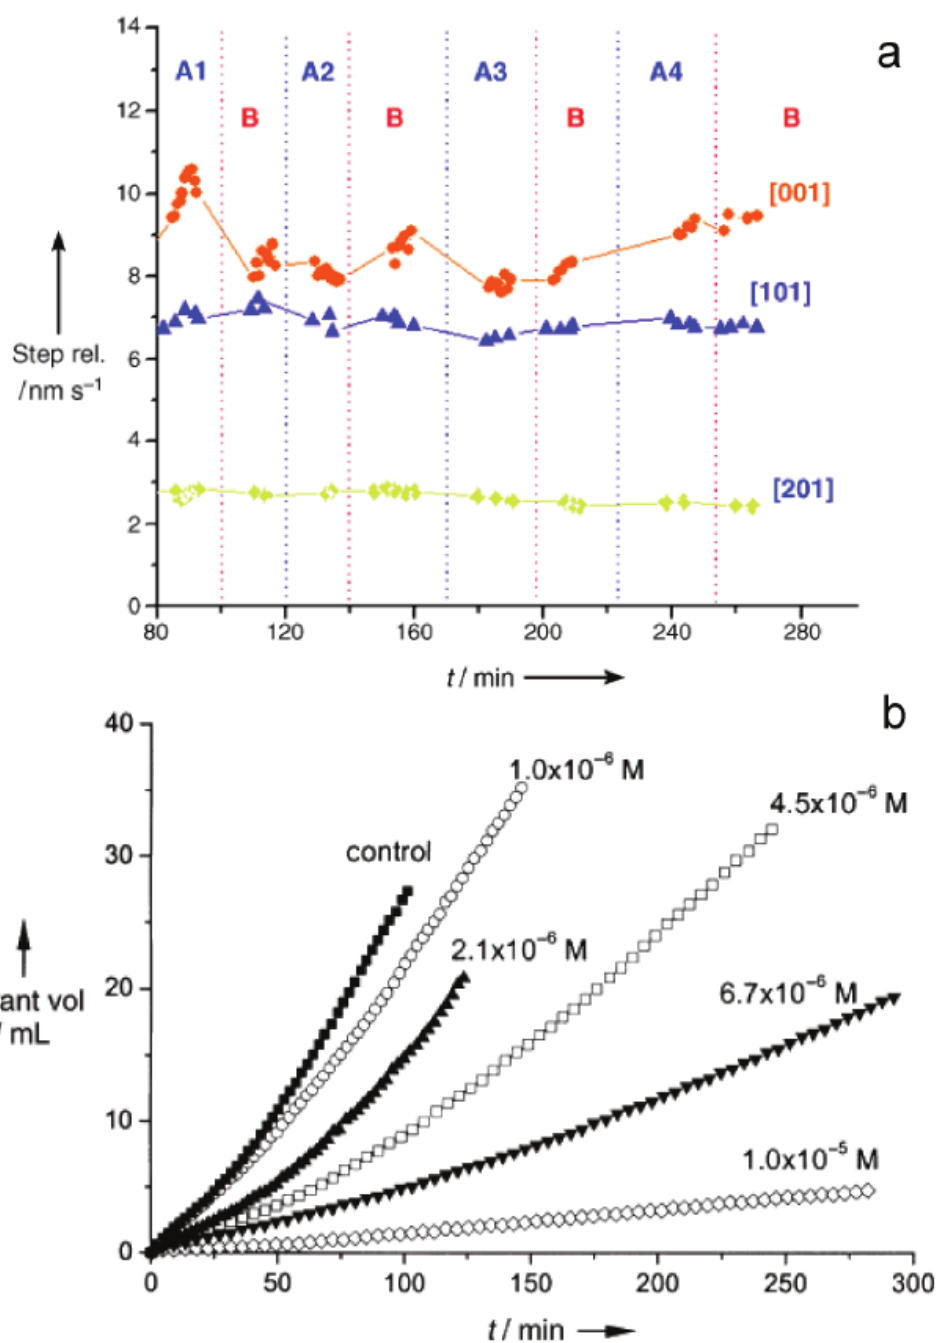 14
a
A1
A2
A3
A4
12
B
B
B
B
10
[001]
8
[101]
Step rel.
/nm s⁻¹
6
4
[201]
2
0
80
120
160
200
240
280
t / min
40
b
1.0x10⁻⁶ M
4.5x10⁻⁶ M
30
control
2.1x10⁻⁶ M
20
6.7x10⁻⁶ M
ant vol
/ mL
10
1.0x10⁻⁵ M
0
0
50
100
150
200
250
300
t / min